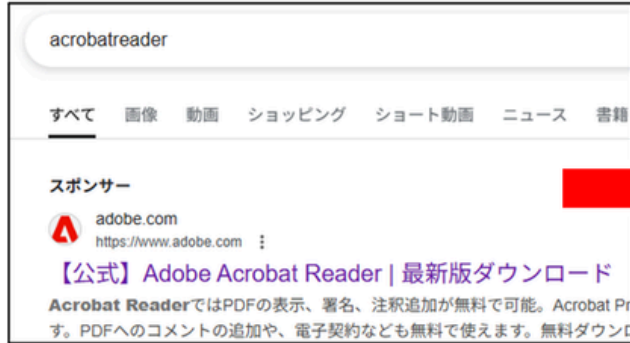 acrobatreader
すべて 画像 動画 ショッピング ショート動画 ニュース 書籍
スポンサー
adobe.com
https://www.adobe.com
【公式】Adobe Acrobat Reader | 最新版ダウンロード
Acrobat ReaderではPDFの表示、署名、注釈追加が無料で可能。Acrobat Pr
す。PDFへのコメントの追加や、電子契約なども無料で使えます。無料ダウンロ